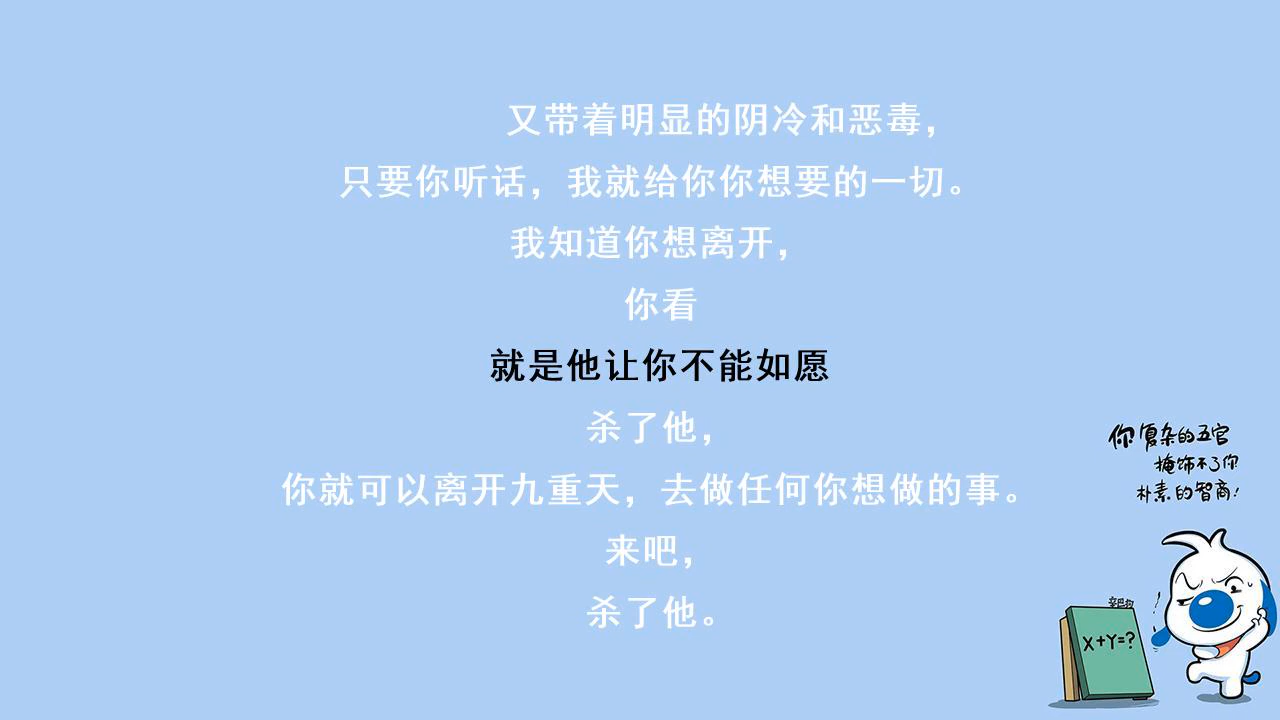 又带着明显的阴冷和恶毒，
只要你听话，我就给你你想要的一切。
我知道你想离开，
你看
就是他让你不能如愿
杀了他，
你就可以离开九重天，去做任何你想做的事。
来吧，
杀了他。
你复杂的五官
掩饰不了你
朴素的智商！
X+Y=?